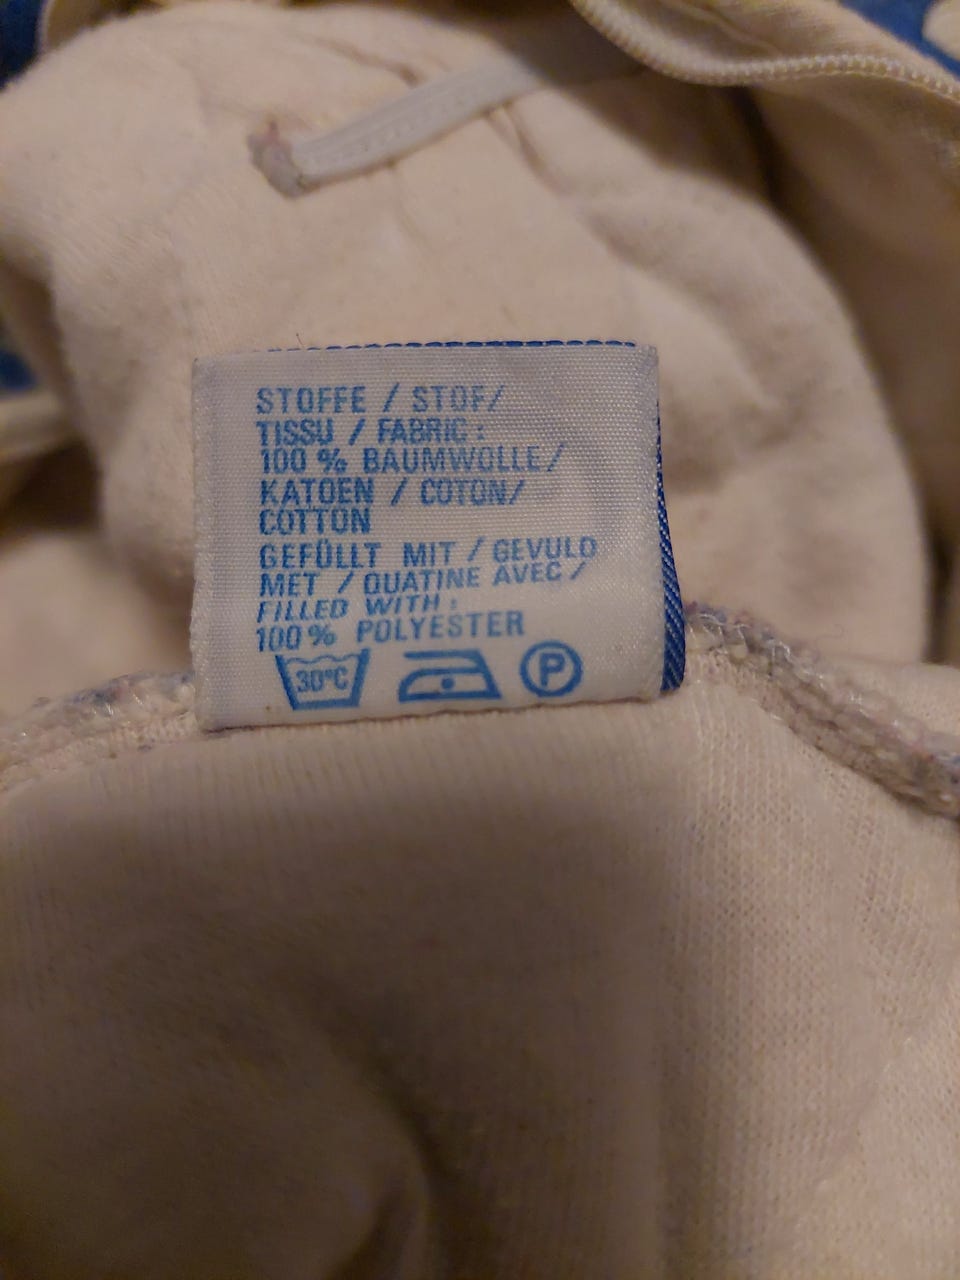 STOFFE / STOF/
TISSU / FABRIC :
100 % BAUMWOLLE/
KATOEN / COTON/
COTTON
GEFÜLLT MIT / GEVULD
MET / OUATINE AVEC /
FILLED WITH :
100 % POLYESTER
30°C P